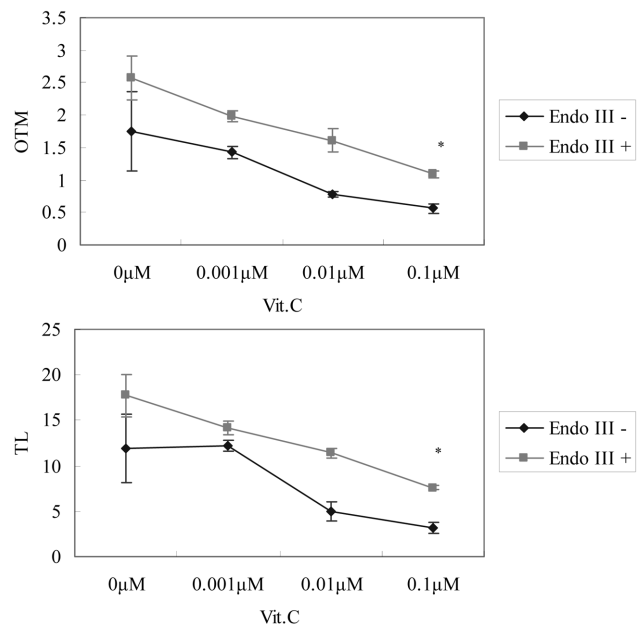 3.5
3
2.5
2
1.5
1
0.5
0
OTM
0μM 0.001μM 0.01μM 0.1μM
Vit.C
*
Endo III -
Endo III +
25
20
15
10
5
0
TL
0μM 0.001μM 0.01μM 0.1μM
Vit.C
*
Endo III -
Endo III +